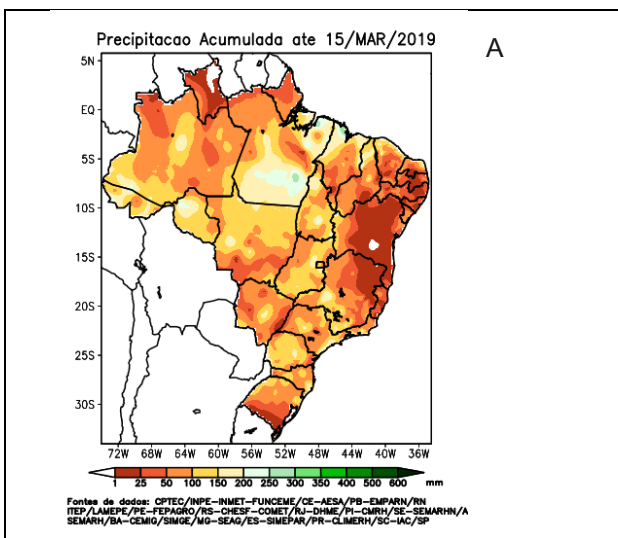 Precipitacao Acumulada ate 15/MAR/2019
A
5N
EQ
5S
10S
15S
20S
25S
30S
72W 68W 64W 60W 56W 52W 48W 44W 40W 36W
1 25 50 100 150 200 250 300 350 400 500 600 mm
Fontes de dados: CPTEC/INPE-INMET-FUNCEME/CE-AESA/PB-EMPARN/RN
ITEP/LAMEPE/PE-FEPAGRO/RS-CHESF-COMET/RJ-DHME/PI-CMRH/SE-SEMARHN/A
SEMARH/BA-CEMIG/SIMGE/MG-SEAG/ES-SIMEPAR/PR-CLIMERH/SC-IAC/SP